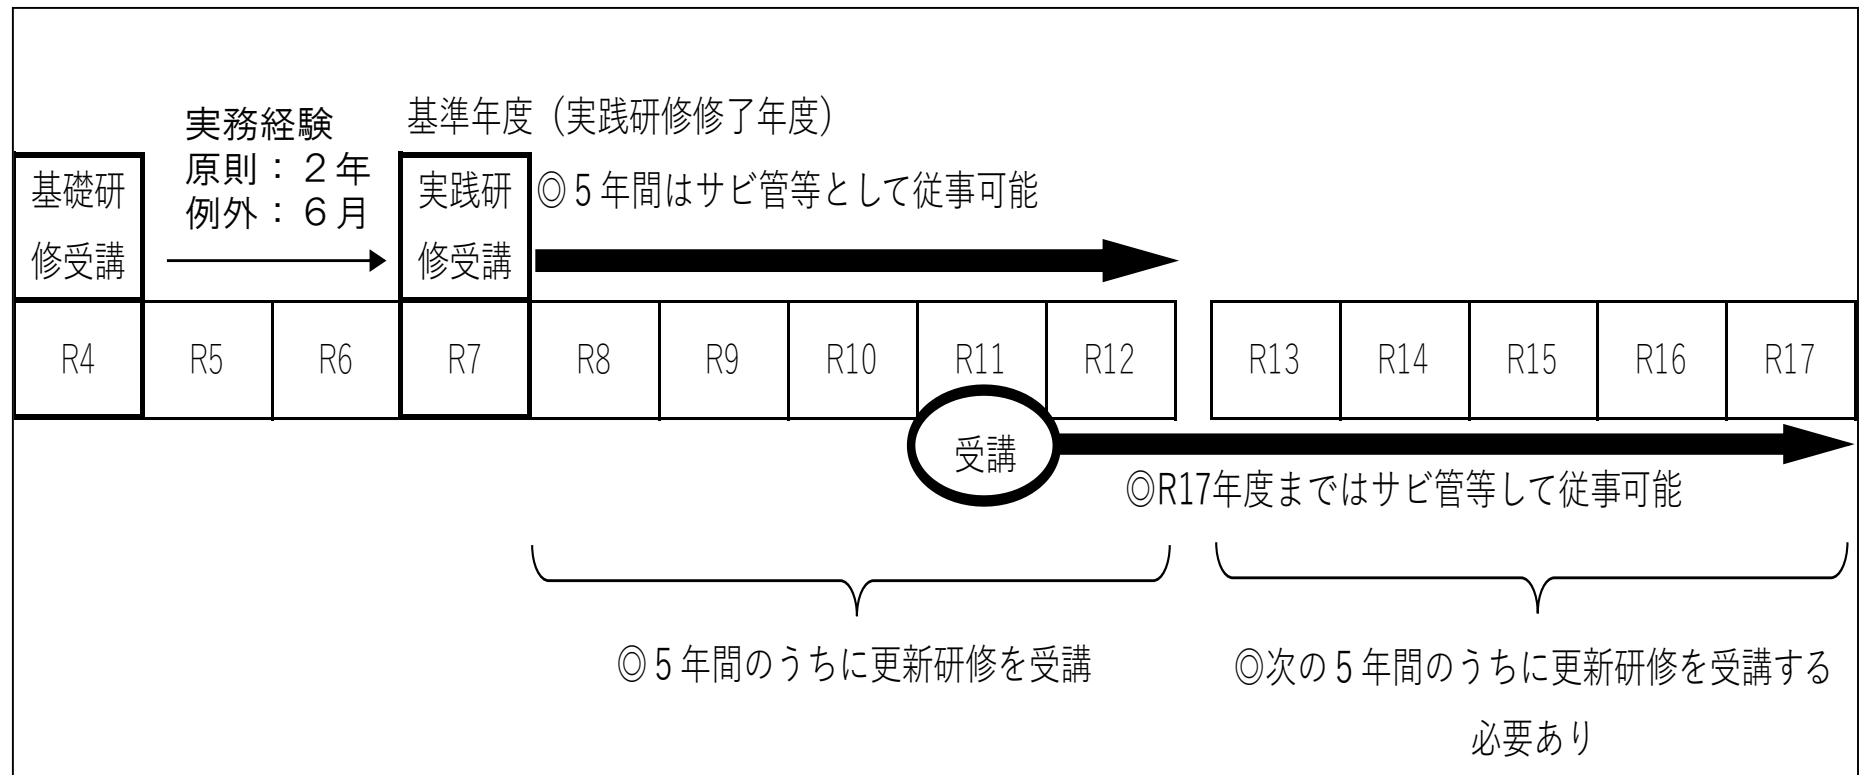 実務経験
原則：２年
例外：６月
基準年度（実践研修修了年度）
基礎研
修受講
実践研
修受講
◎５年間はサビ管等として従事可能
R4 R5 R6 R7 R8 R9 R10 R11 R12 R13 R14 R15 R16 R17
受講
◎R17年度まではサビ管等して従事可能
◎５年間のうちに更新研修を受講
◎次の５年間のうちに更新研修を受講する
必要あり